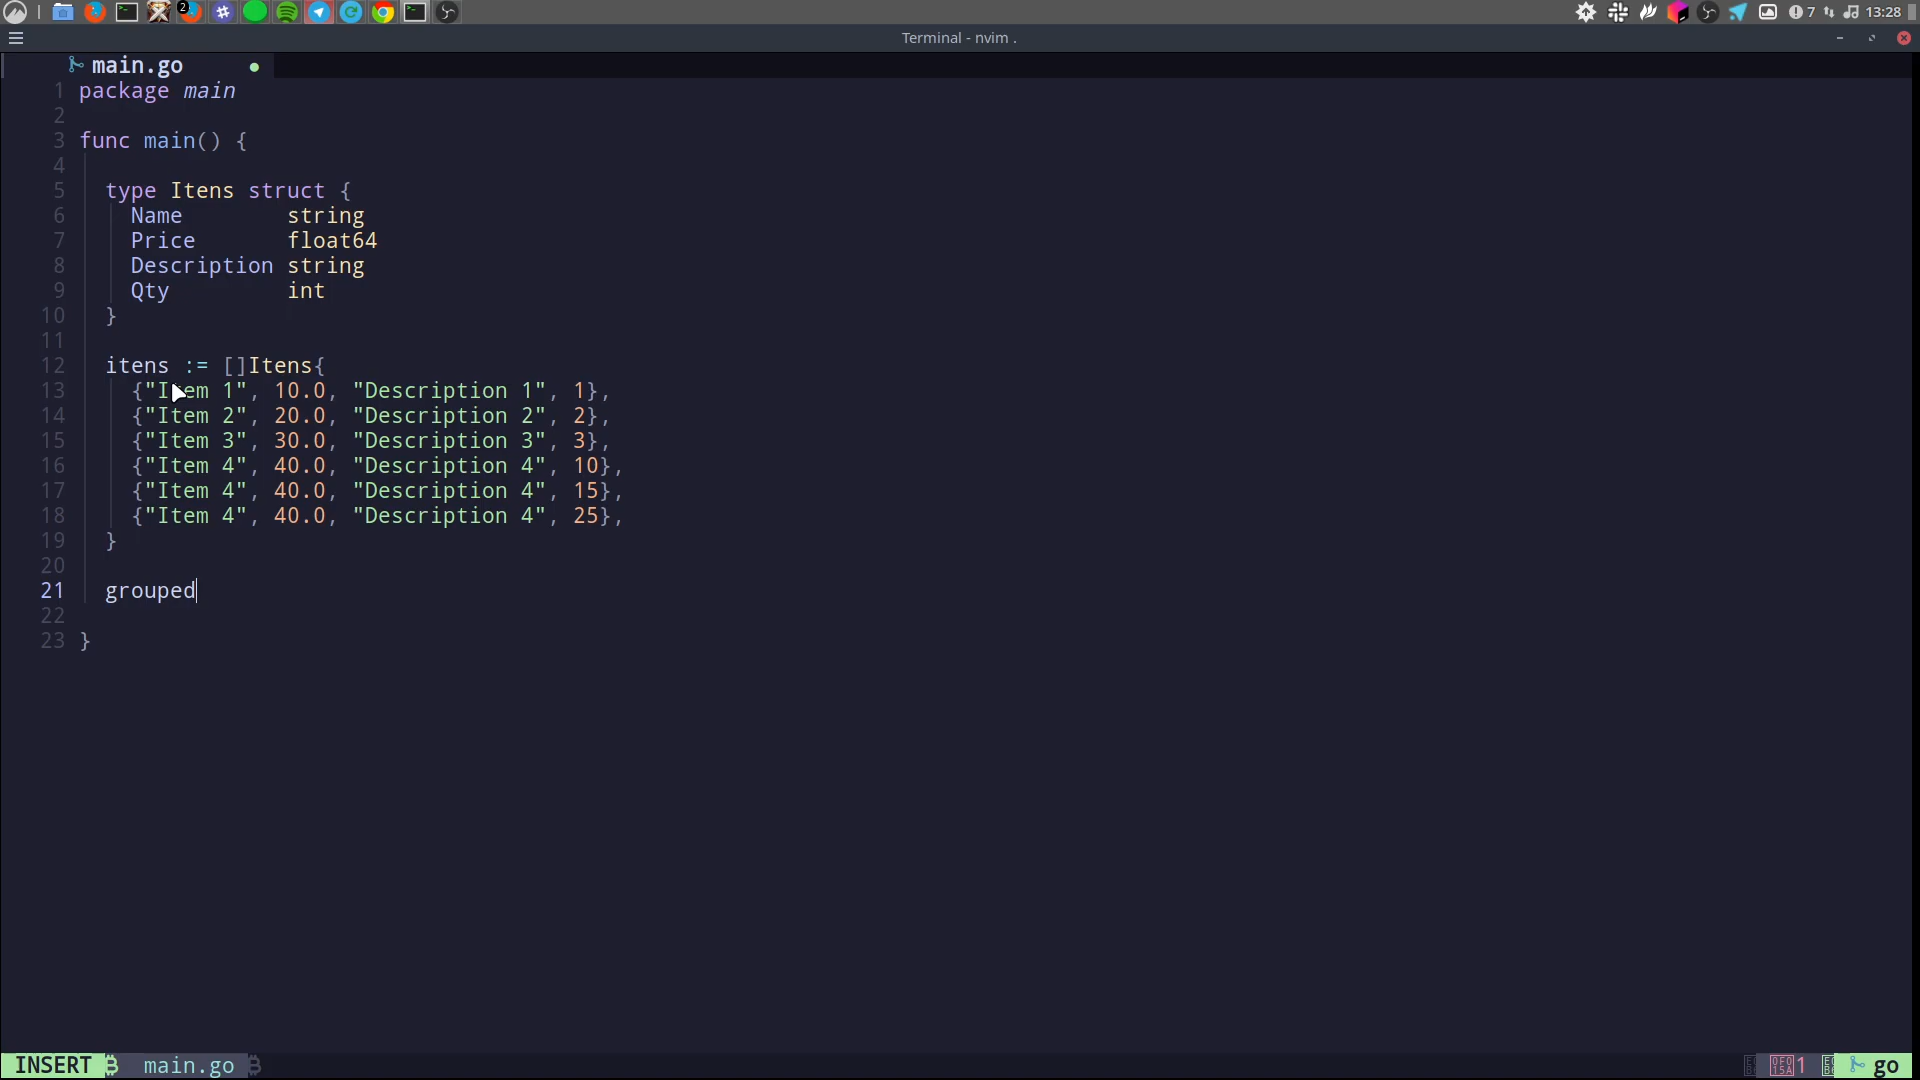 2
7
13:28
Terminal - nvim .
main.go
1 package main
2
3 func main() {
4
5 type Itens struct {
6 Name string
7 Price float64
8 Description string
9 Qty int
10 }
11
12 itens := []Itens{
13 {"Item 1", 10.0, "Description 1", 1},
14 {"Item 2", 20.0, "Description 2", 2},
15 {"Item 3", 30.0, "Description 3", 3},
16 {"Item 4", 40.0, "Description 4", 10},
17 {"Item 4", 40.0, "Description 4", 15},
18 {"Item 4", 40.0, "Description 4", 25},
19 }
20
21 grouped
22
23 }
INSERT main.go 1 go